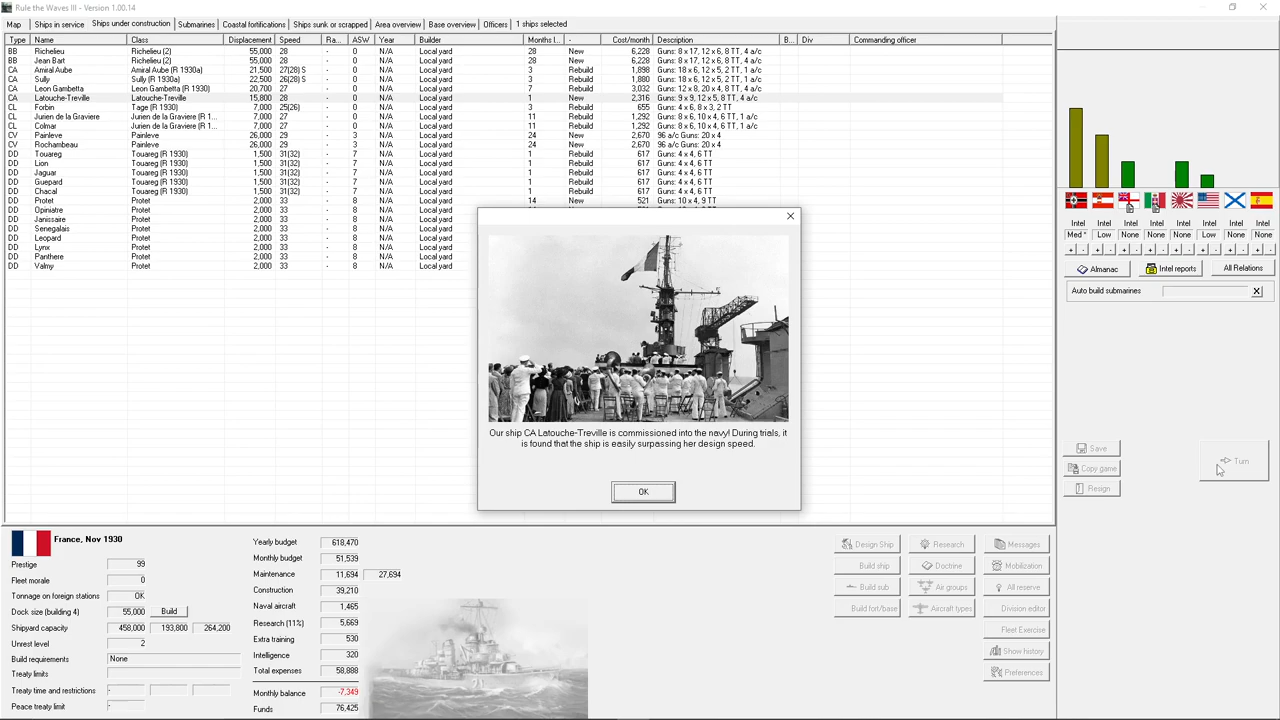 Rule the Waves III - Version 1.00.14
Map Ships in service Ships under construction Submarines Coastal fortifications Ships sunk or scrapped Area overview Base overview Officers 1 ships selected
Type Name Class Displacement Speed Ra... ASW Year Builder Months l... - Cost/month Description B... Div Commanding officer
BB Richelieu Richelieu (2) 55,000 28 - 0 N/A Local yard 28 New 6,228 Guns: 8 x 17, 12 x 6, 8 TT, 4 a/c
BB Jean Bart Richelieu (2) 55,000 28 - 0 N/A Local yard 28 New 6,228 Guns: 8 x 17, 12 x 6, 8 TT, 4 a/c
CA Amiral Aube Amiral Aube (R 1930a) 21,500 27(28) S - 0 N/A Local yard 3 Rebuild 1,898 Guns: 18 x 6, 12 x 5, 2 TT, 1 a/c
CA Sully Sully (R 1930a) 22,500 26(28) S - 0 N/A Local yard 3 Rebuild 1,880 Guns: 18 x 6, 12 x 5, 2 TT, 1 a/c
CA Leon Gambetta Leon Gambetta (R 1930) 20,700 27 - 0 N/A Local yard 7 Rebuild 3,032 Guns: 12 x 8, 20 x 4, 8 TT, 1 a/c
CA Latouche-Treville Latouche-Treville 15,800 28 - 0 N/A Local yard 1 New 2,316 Guns: 9 x 9, 12 x 5, 8 TT, 4 a/c
CL Forbin Tage (R 1930) 7,000 25(26) - 0 N/A Local yard 3 Rebuild 655 Guns: 4 x 6, 8 x 3, 2 TT
CL Jurien de la Graviere Jurien de la Graviere (R 1... 7,000 27 - 0 N/A Local yard 11 Rebuild 1,292 Guns: 8 x 6, 10 x 4, 6 TT, 1 a/c
CL Colmar Jurien de la Graviere (R 1... 7,000 27 - 0 N/A Local yard 11 Rebuild 1,292 Guns: 8 x 6, 10 x 4, 6 TT, 1 a/c
CV Painleve Painleve 26,000 29 - 3 N/A Local yard 24 New 2,670 96 a/c Guns: 20 x 4
CV Rochambeau Painleve 26,000 29 - 3 N/A Local yard 24 New 2,670 96 a/c Guns: 20 x 4
DD Touareg Touareg (R 1930) 1,500 31(32) - 7 N/A Local yard 1 Rebuild 617 Guns: 4 x 4, 6 TT
DD Lion Touareg (R 1930) 1,500 31(32) - 7 N/A Local yard 1 Rebuild 617 Guns: 4 x 4, 6 TT
DD Jaguar Touareg (R 1930) 1,500 31(32) - 7 N/A Local yard 1 Rebuild 617 Guns: 4 x 4, 6 TT
DD Guepard Touareg (R 1930) 1,500 31(32) - 7 N/A Local yard 1 Rebuild 617 Guns: 4 x 4, 6 TT
DD Chacal Touareg (R 1930) 1,500 31(32) - 7 N/A Local yard 1 Rebuild 617 Guns: 4 x 4, 6 TT
DD Protet Protet 2,000 33 - 8 N/A Local yard 14 New 521 Guns: 10 x 4, 9 TT
DD Opiniatre Protet 2,000 33 - 8 N/A Local yard
DD Janissaire Protet 2,000 33 - 8 N/A Local yard
DD Senegalais Protet 2,000 33 - 8 N/A Local yard
DD Leopard Protet 2,000 33 - 8 N/A Local yard
DD Lynx Protet 2,000 33 - 8 N/A Local yard
DD Panthere Protet 2,000 33 - 8 N/A Local yard
DD Valmy Protet 2,000 33 - 8 N/A Local yard
Our ship CA Latouche-Treville is commissioned into the navy! During trials, it
is found that the ship is easily surpassing her design speed.
OK
Intel Intel Intel Intel Intel Intel Intel Intel
Med * Low None None None Low None None
+ - + - + - + - + - + - + - + -
Almanac Intel reports All Relations
Auto build submarines X
Save
Copy game
Resign
Turn
France, Nov 1930
Prestige 99
Fleet morale 0
Tonnage on foreign stations OK
Dock size (building 4) 55,000 Build
Shipyard capacity 458,000 193,800 264,200
Unrest level 2
Build requirements None
Treaty limits
Treaty time and restrictions -
Peace treaty limit -
Yearly budget 618,470
Monthly budget 51,539
Maintenance 11,694 27,694
Construction 39,210
Naval aircraft 1,465
Research (11%) 5,669
Extra training 530
Intelligence 320
Total expenses 58,888
Monthly balance -7,349
Funds 76,425
Design Ship Research Messages
Build ship Doctrine Mobilization
Build sub Air groups All reserve
Build fort/base Aircraft types Division editor
Fleet Exercise
Show history
Preferences